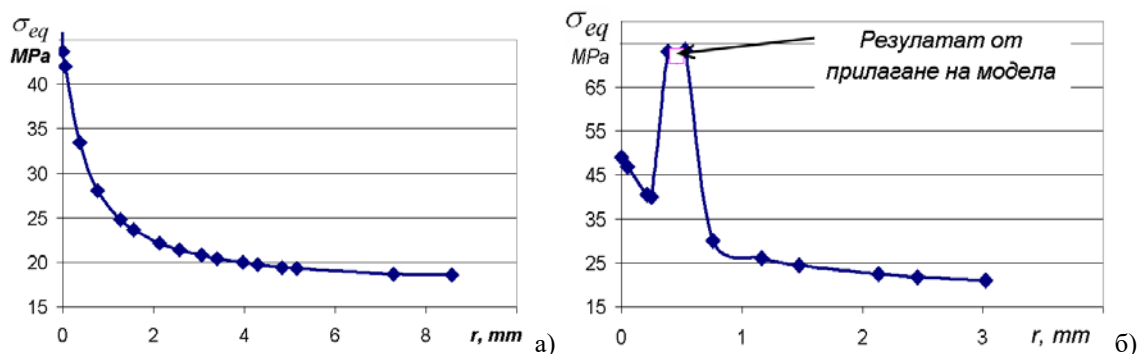 σeq
MPa
40
35
30
25
20
15
0
2
4
6
8
r, mm
а)
σeq
MPa
65
55
45
35
25
15
0
1
2
3
r, mm
б)
Резулатат от
прилагане на модела